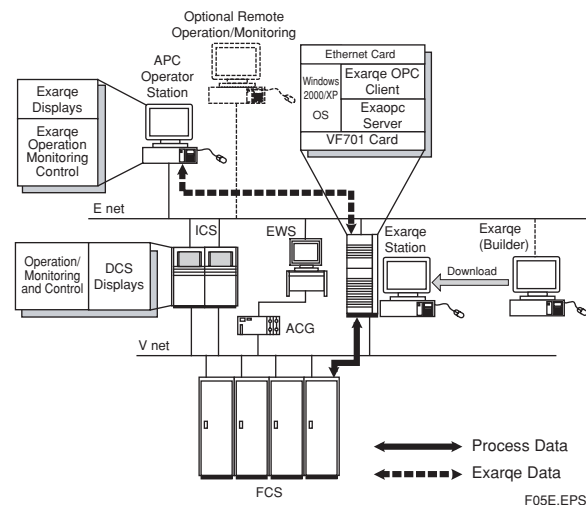 Optional Remote
Operation/Monitoring
APC
Operator
Station
Exarqe
Displays
Exarqe
Operation
Monitoring
Control
Ethernet Card
Windows
2000/XP
OS
Exarqe OPC
Client
Exaopc
Server
VF701 Card
E net
ICS
EWS
Exarqe
Station
Exarqe
(Builder)
Download
Operation/
Monitoring
and Control
DCS
Displays
ACG
V net
FCS
Process Data
Exarqe Data
F05E.EPS